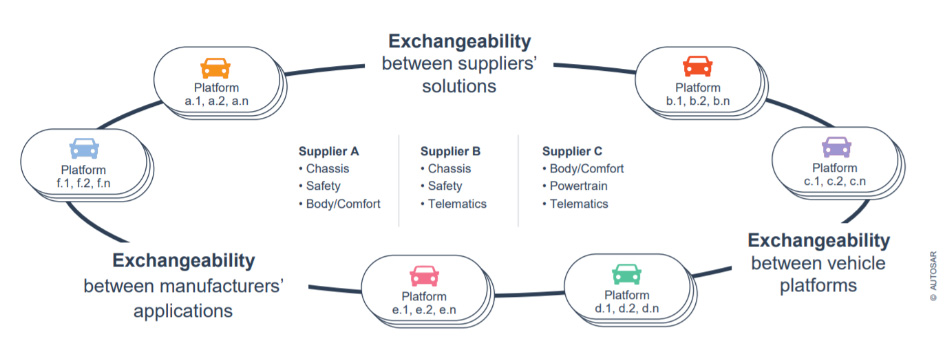 Exchangeability
between suppliers’
solutions
Platform
a.1, a.2, a.n
Platform
b.1, b.2, b.n
Platform
f.1, f.2, f.n
Supplier A
• Chassis
• Safety
• Body/Comfort
Supplier B
• Chassis
• Safety
• Telematics
Supplier C
• Body/Comfort
• Powertrain
• Telematics
Platform
c.1, c.2, c.n
Exchangeability
between manufacturers’
applications
Platform
e.1, e.2, e.n
Platform
d.1, d.2, d.n
Exchangeability
between vehicle
platforms
© AUTOSAR